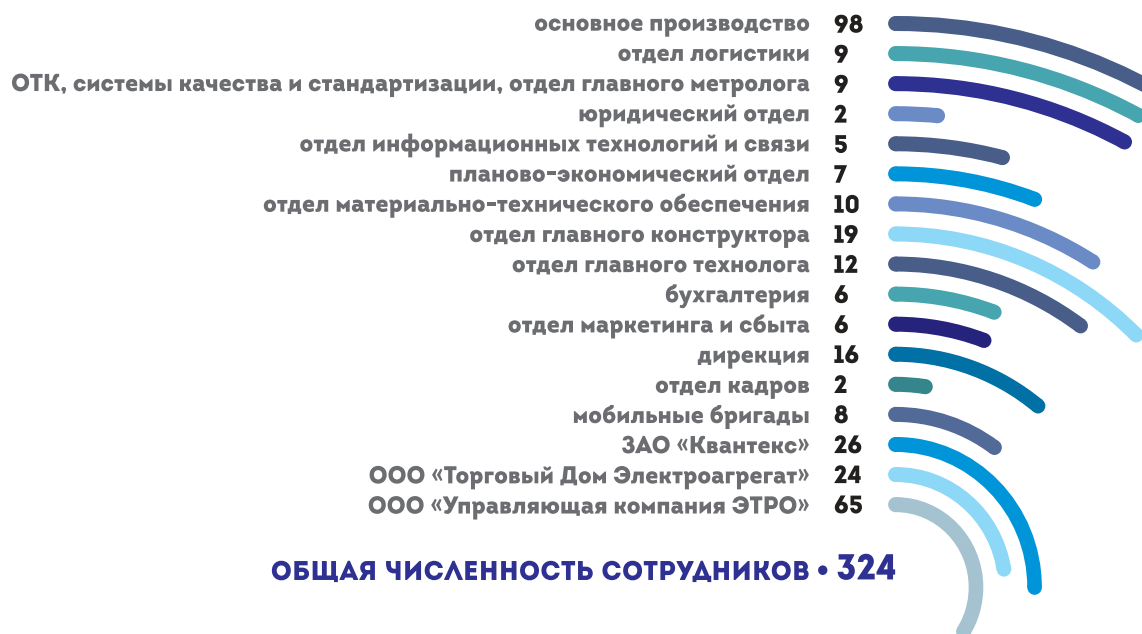 основное производство 98
отдел логистики 9
ОТК, системы качества и стандартизации, отдел главного метролога 9
юридический отдел 2
отдел информационных технологий и связи 5
планово-экономический отдел 7
отдел материально-технического обеспечения 10
отдел главного конструктора 19
отдел главного технолога 12
бухгалтерия 6
отдел маркетинга и сбыта 6
дирекция 16
отдел кадров 2
мобильные бригады 8
ЗАО «Квантекс» 26
ООО «Торговый Дом Электроагрегат» 24
ООО «Управляющая компания ЭТРО» 65
ОБЩАЯ ЧИСЛЕННОСТЬ СОТРУДНИКОВ • 324